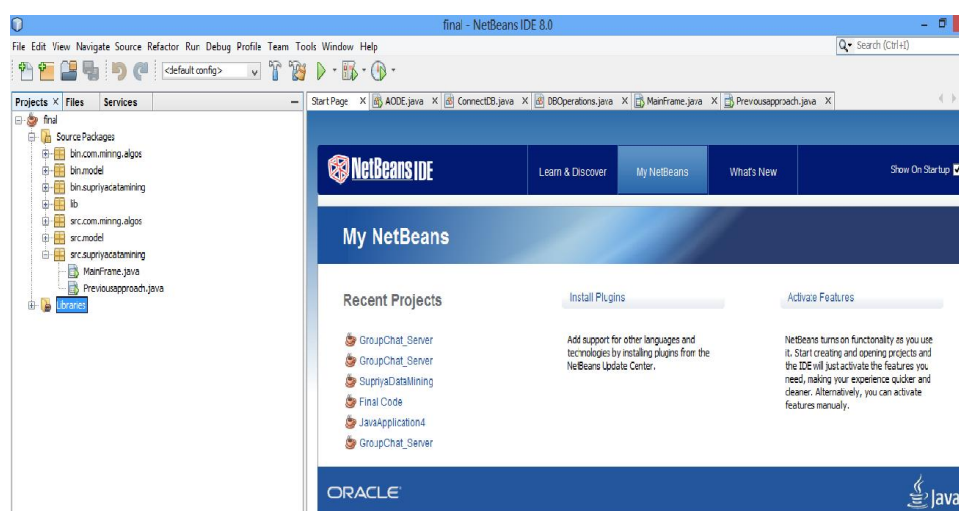 final - NetBeans IDE 8.0
File Edit View Navigate Source Refactor Run Debug Profile Team Tools Window Help
Search (Ctrl+I)
<default config>
Projects X Files Services
Start Page X AODE.java X ConnectDB.java X DBOperations.java X MainFrame.java X Prevousapproach.java X
final
Source Packages
bin.com.minng.algos
bin.model
bin.supriyacatamining
lib
src.com.minng.algos
src.model
src.supriyacatamining
MainFrame.java
Previousapproach.java
Libraries
NetBeans IDE
Learn & Discover
My NetBeans
What's New
Show On Startup
My NetBeans
Recent Projects
GroupChat_Server
GroupChat_Server
SupriyaDataMining
Final Code
JavaApplication4
GroupChat_Server
Install Plugins
Add support for other languages and
technologies by installing plugins from the
NetBeans Update Center.
Activate Features
NetBeans turns on functonality as you use
it. Start creating and opening projects and
the IDE will just activate the features you
need, making your experience quicker and
cleaner. Alternatively, you can activate
features manualy.
ORACLE
Java